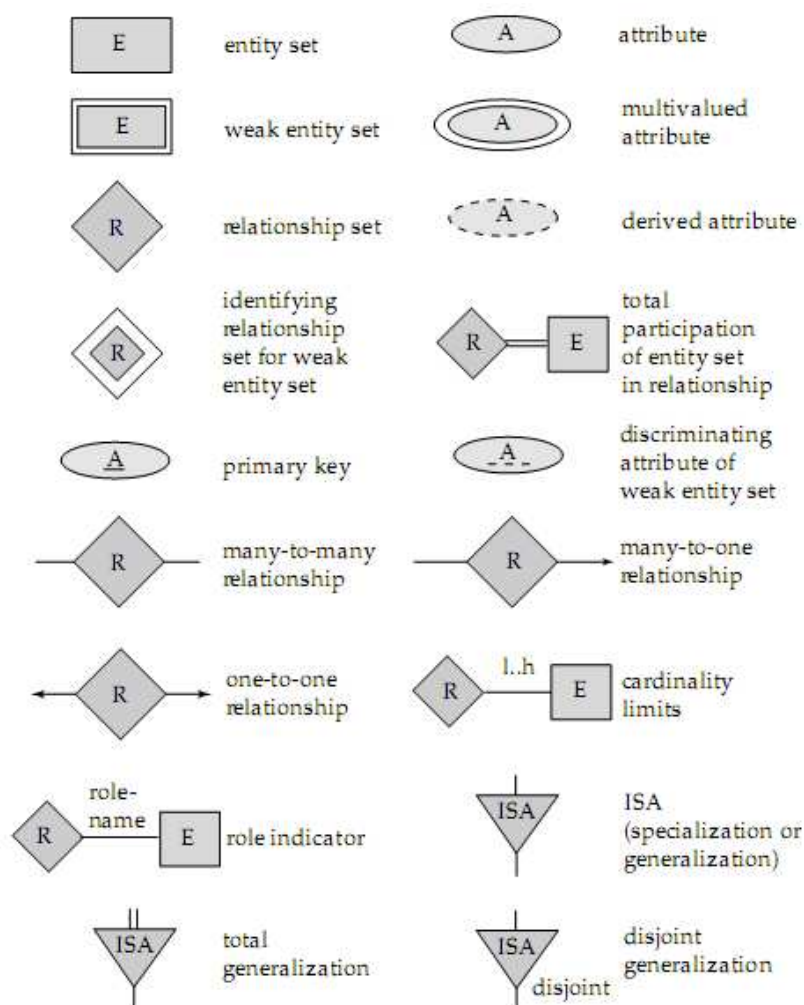 E
entity set
A
attribute
E
weak entity set
A
multivalued
attribute
R
relationship set
A
derived attribute
R
identifying
relationship
set for weak
entity set
R
E
total
participation
of entity set
in relationship
A
primary key
A
discriminating
attribute of
weak entity set
R
many-to-many
relationship
R
many-to-one
relationship
R
one-to-one
relationship
R
l..h
E
cardinality
limits
R
role-
name
E
role indicator
ISA
ISA
(specialization or
generalization)
ISA
total
generalization
ISA
disjoint
disjoint
generalization